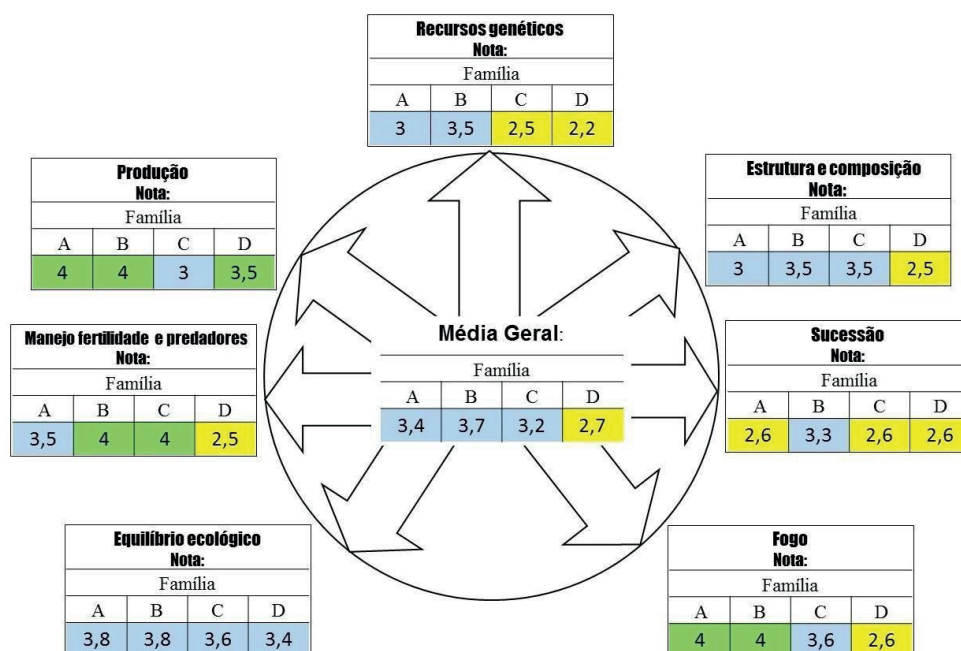 Recursos genéticos
Nota:
Família
A B C D
3 3,5 2,5 2,2
Produção
Nota:
Família
A B C D
4 4 3 3,5
Estrutura e composição
Nota:
Família
A B C D
3 3,5 3,5 2,5
Manejo fertilidade e predadores
Nota:
Família
A B C D
3,5 4 4 2,5
Média Geral:
Família
A B C D
3,4 3,7 3,2 2,7
Sucessão
Nota:
Família
A B C D
2,6 3,3 2,6 2,6
Equilíbrio ecológico
Nota:
Família
A B C D
3,8 3,8 3,6 3,4
Fogo
Nota:
Família
A B C D
4 4 3,6 2,6